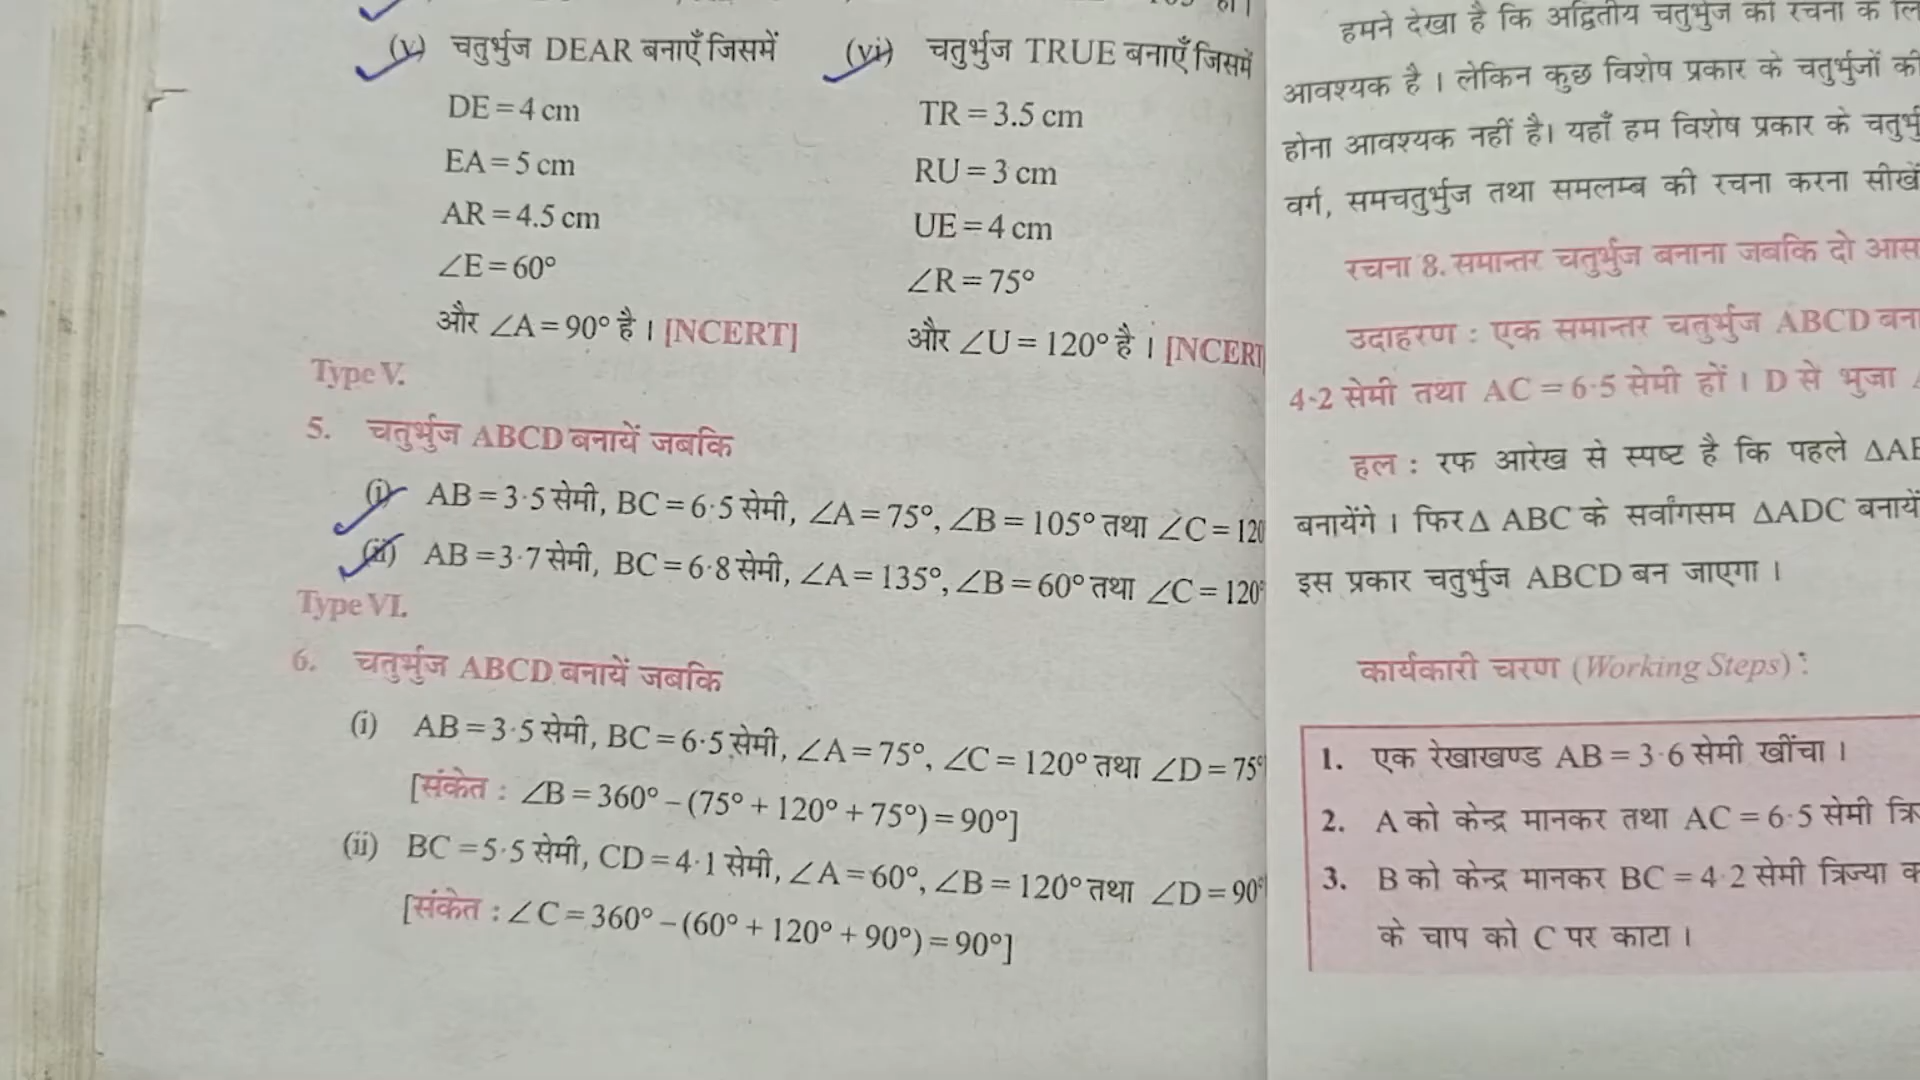 (v) चतुर्भुज DEAR बनाएँ जिसमें
DE = 4 cm
EA = 5 cm
AR = 4.5 cm
∠E = 60°
और ∠A = 90° है । [NCERT]
(vi) चतुर्भुज TRUE बनाएँ जिसमें
TR = 3.5 cm
RU = 3 cm
UE = 4 cm
∠R = 75°
और ∠U = 120° है । [NCERT
Type V.
5. चतुर्भुज ABCD बनायें जबकि
(i) AB = 3·5 सेमी, BC = 6·5 सेमी, ∠A = 75°, ∠B = 105° तथा ∠C = 120
(ii) AB = 3·7 सेमी, BC = 6·8 सेमी, ∠A = 135°, ∠B = 60° तथा ∠C = 120°
Type VI.
6. चतुर्भुज ABCD बनायें जबकि
(i) AB = 3·5 सेमी, BC = 6·5 सेमी, ∠A = 75°, ∠C = 120° तथा ∠D = 75°
[संकेत : ∠B = 360° – (75° + 120° + 75°) = 90°]
(ii) BC = 5·5 सेमी, CD = 4·1 सेमी, ∠A = 60°, ∠B = 120° तथा ∠D = 90°
[संकेत : ∠C = 360° – (60° + 120° + 90°) = 90°]
हमने देखा है कि अद्वितीय चतुर्भुज की रचना के
आवश्यक है । लेकिन कुछ विशेष प्रकार के चतुर्भुजों की
होना आवश्यक नहीं है। यहाँ हम विशेष प्रकार के
वर्ग, समचतुर्भुज तथा समलम्ब की रचना करना
रचना 8. समान्तर चतुर्भुज बनाना जबकि दो
उदाहरण : एक समान्तर चतुर्भुज ABCD
4·2 सेमी तथा AC = 6·5 सेमी हों । D से भुजा
हल : रफ आरेख से स्पष्ट है कि पहले
बनायेंगे । फिर Δ ABC के सर्वांगसम ΔADC
इस प्रकार चतुर्भुज ABCD बन जाएगा ।
कार्यकारी चरण (Working Steps) :
1. एक रेखाखण्ड AB = 3·6 सेमी खींचा ।
2. A को केन्द्र मानकर तथा AC = 6·5 सेमी
3. B को केन्द्र मानकर BC = 4·2 सेमी त्रिज्या
के चाप को C पर काटा ।